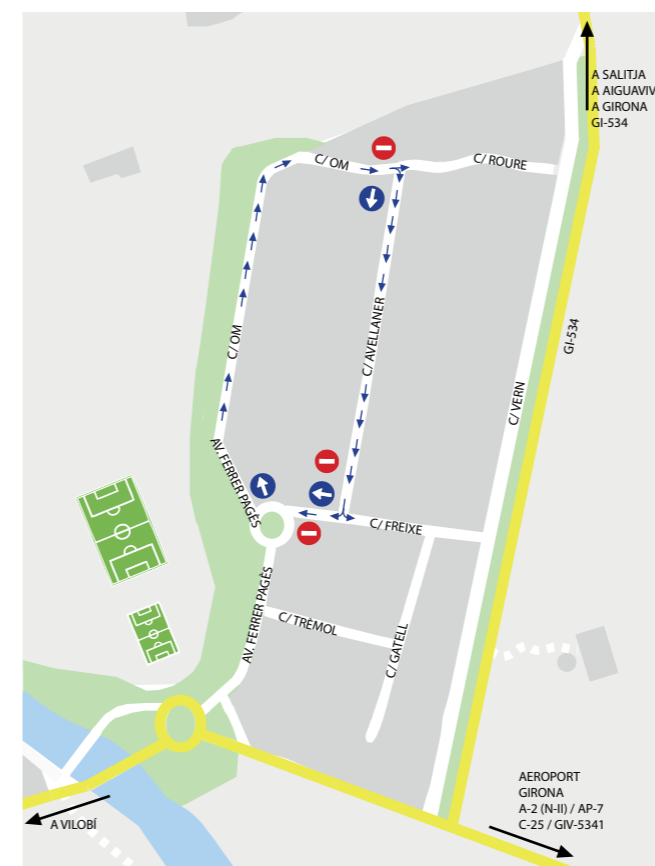 A SALITJA
A AIGUAVIV
A GIRONA
GI-534
C/ OM
C/ ROURE
C/ OM
C/ AVELLANER
GI-534
C/ VERN
AV. FERRER PAGÈS
C/ FREIXE
AV. FERRER PAGÈS
C/ TRÈMOL
C/ GATELL
AEROPORT
GIRONA
A-2 (N-II) / AP-7
C-25 / GIV-5341
A VILOBÍ